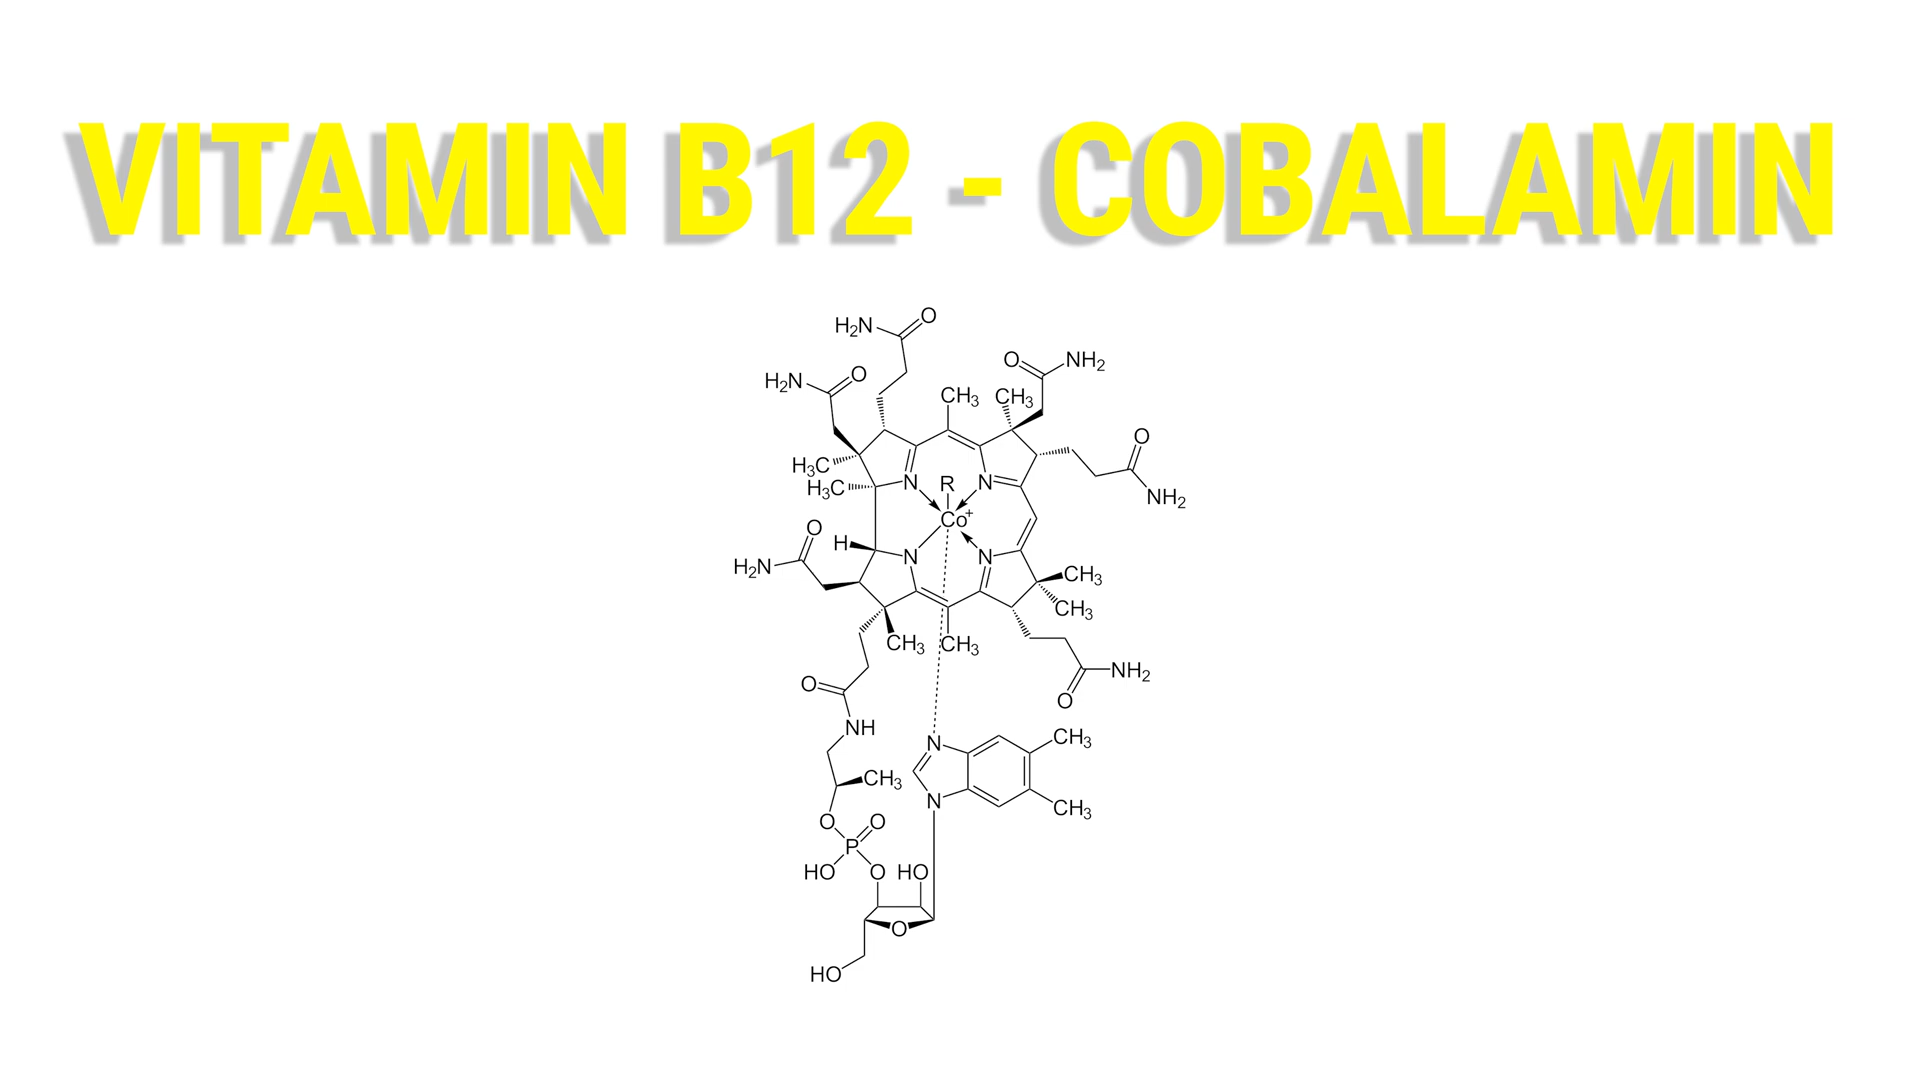 VITAMIN B12 - COBALAMIN
H2N O
O NH2
H2N O
CH3 CH3
O
H3C
N R N
H3C
NH2
Co+
O
H N N
H2N
CH3
CH3
CH3 CH3
NH2
O
O
NH
N CH3
CH3
N CH3
O O
P
HO O HO
O
HO